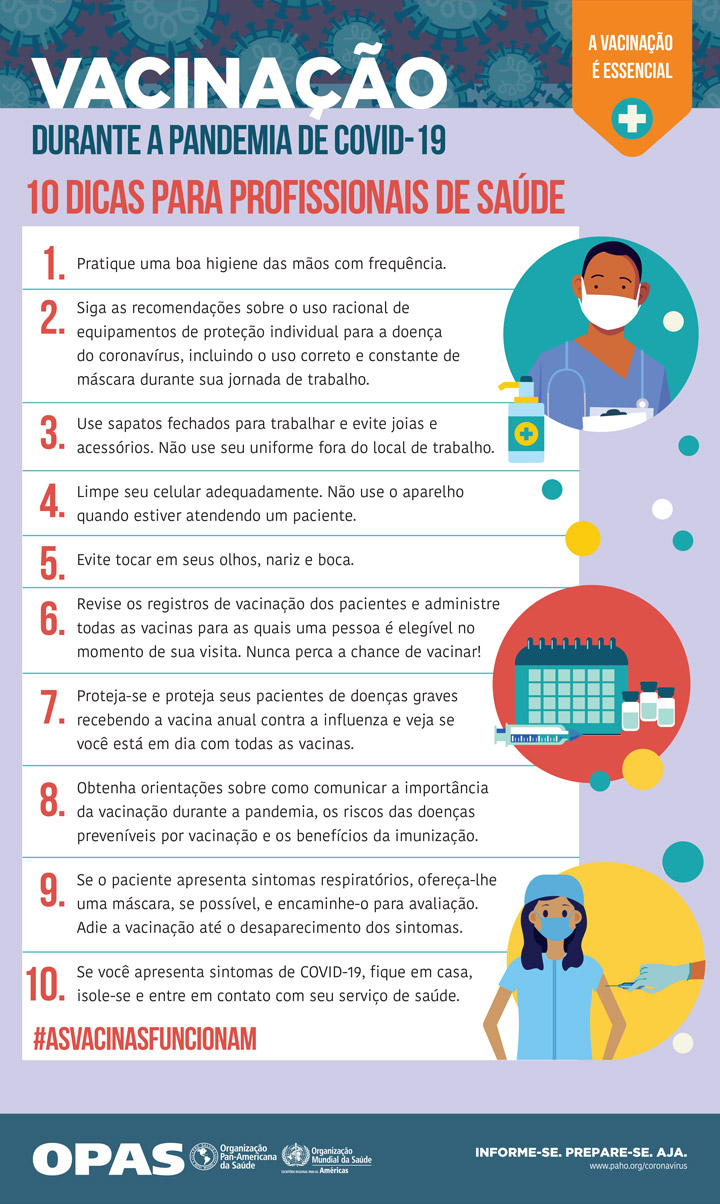 VACINAÇÃO
DURANTE A PANDEMIA DE COVID-19
A VACINAÇÃO
É ESSENCIAL
10 DICAS PARA PROFISSIONAIS DE SAÚDE
1. Pratique uma boa higiene das mãos com frequência.
2. Siga as recomendações sobre o uso racional de
equipamentos de proteção individual para a doença
do coronavírus, incluindo o uso correto e constante de
máscara durante sua jornada de trabalho.
3. Use sapatos fechados para trabalhar e evite joias e
acessórios. Não use seu uniforme fora do local de trabalho.
4. Limpe seu celular adequadamente. Não use o aparelho
quando estiver atendendo um paciente.
5. Evite tocar em seus olhos, nariz e boca.
6. Revise os registros de vacinação dos pacientes e administre
todas as vacinas para as quais uma pessoa é elegível no
momento de sua visita. Nunca perca a chance de vacinar!
7. Proteja-se e proteja seus pacientes de doenças graves
recebendo a vacina anual contra a influenza e veja se
você está em dia com todas as vacinas.
8. Obtenha orientações sobre como comunicar a importância
da vacinação durante a pandemia, os riscos das doenças
preveníveis por vacinação e os benefícios da imunização.
9. Se o paciente apresenta sintomas respiratórios, ofereça-lhe
uma máscara, se possível, e encaminhe-o para avaliação.
Adie a vacinação até o desaparecimento dos sintomas.
10. Se você apresenta sintomas de COVID-19, fique em casa,
isole-se e entre em contato com seu serviço de saúde.
#ASVACINASFUNCIONAM
OPAS
Organização
Pan-Americana
da Saúde
Organização
Mundial da Saúde
ESCRITÓRIO REGIONAL PARA AS Américas
INFORME-SE. PREPARE-SE. AJA.
www.paho.org/coronavirus